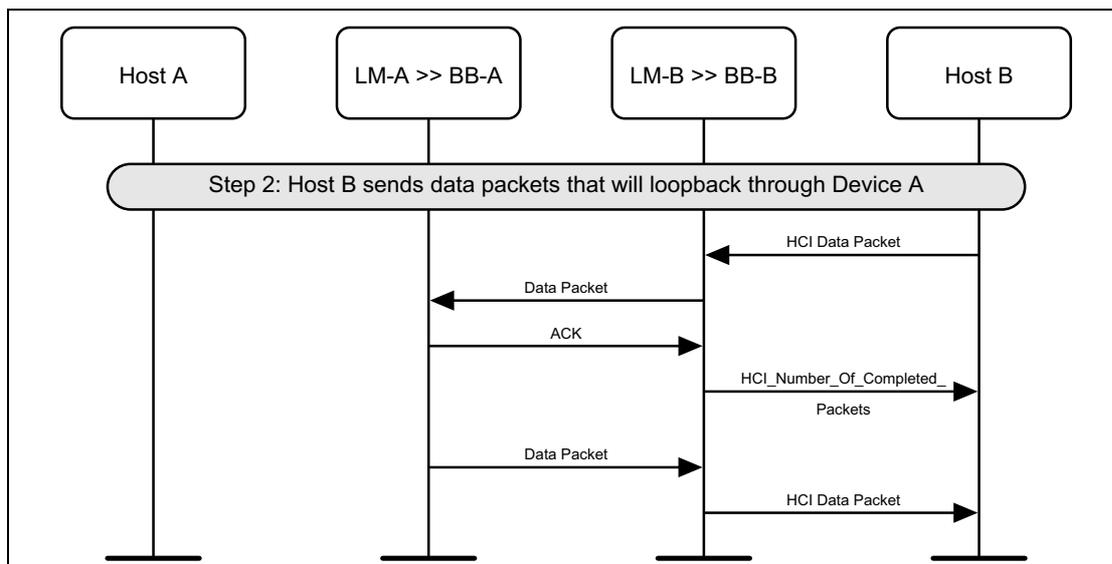 Host A
LM-A >> BB-A
LM-B >> BB-B
Host B
Step 2: Host B sends data packets that will loopback through Device A
HCI Data Packet
Data Packet
ACK
HCI_Number_Of_Completed_
Packets
Data Packet
HCI Data Packet